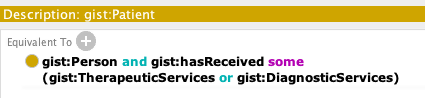 Description: gist:Patient
Equivalent To
gist:Person and gist:hasReceived some
(gist:TherapeuticServices or gist:DiagnosticServices)